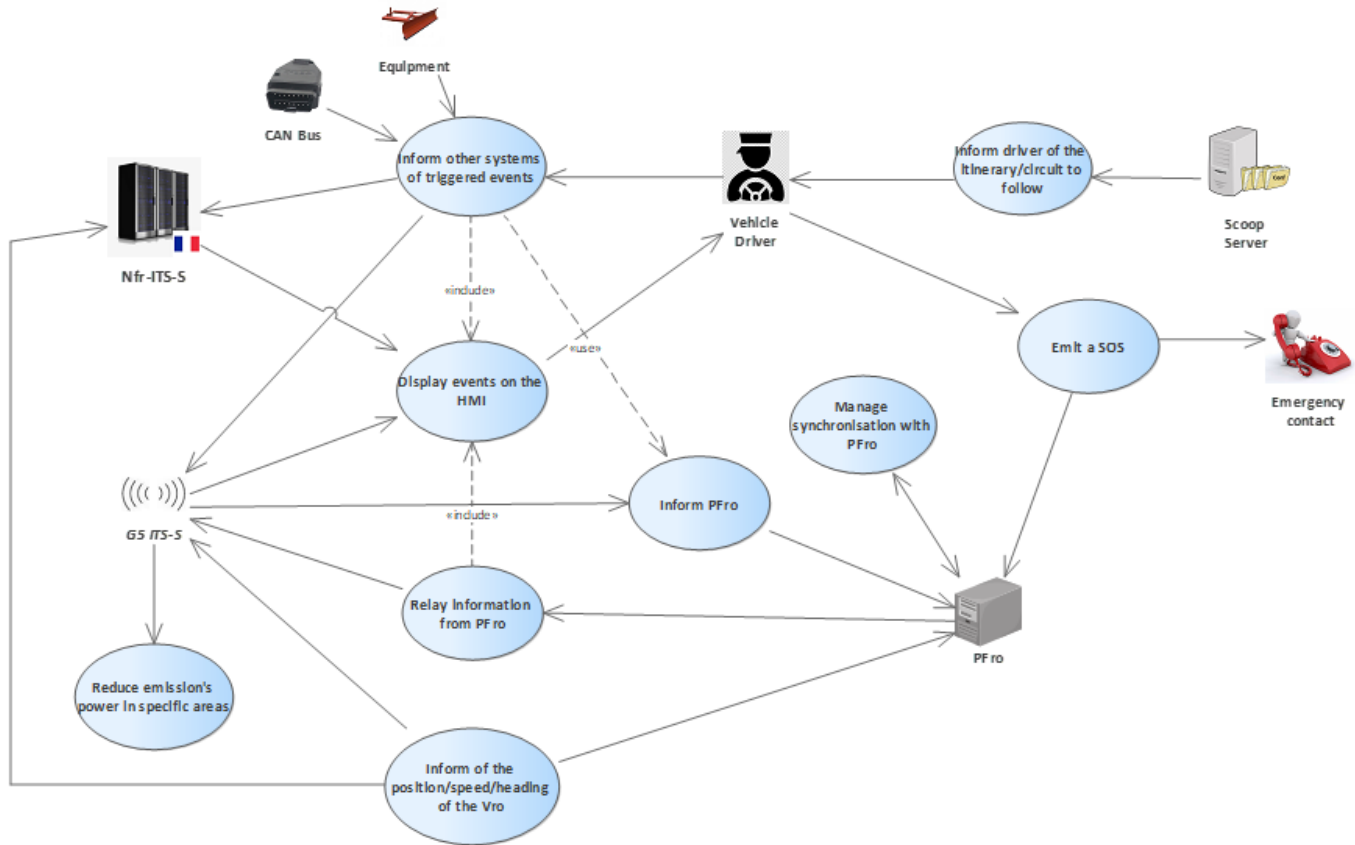 Equipment
CAN Bus
Inform other systems
of triggered events
Inform driver of the
itinerary/circuit to
follow
Vehicle
Driver
Scoop
Server
Nfr-ITS-S
«include»
«use»
Emit a SOS
Display events on the
HMI
Emergency
contact
Manage
synchronisation with
PFro
Inform PFro
«include»
G5 ITS-S
Relay information
from PFro
PFro
Reduce emission's
power in specific areas
Inform of the
position/speed/heading
of the Vro